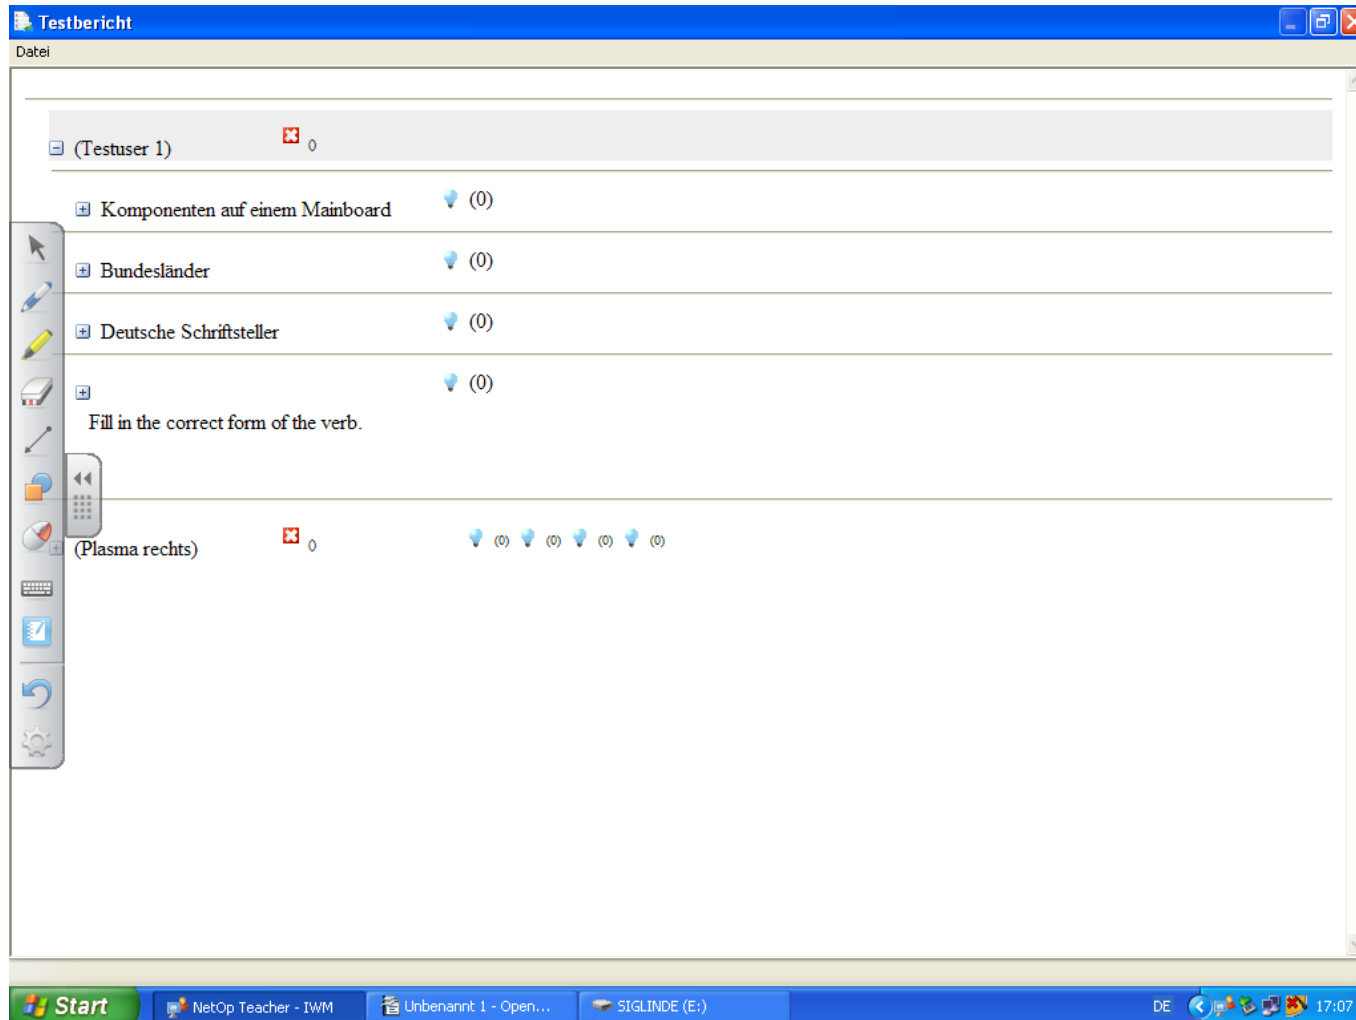 Testbericht
Datei
(Testuser 1) 0
Komponenten auf einem Mainboard (0)
Bundesländer (0)
Deutsche Schriftsteller (0)
(0)
Fill in the correct form of the verb.
(Plasma rechts) 0 (0) (0) (0) (0)
Start NetOp Teacher - IWM Unbenannt 1 - Open... SIGLINDE (E:) DE 17:07